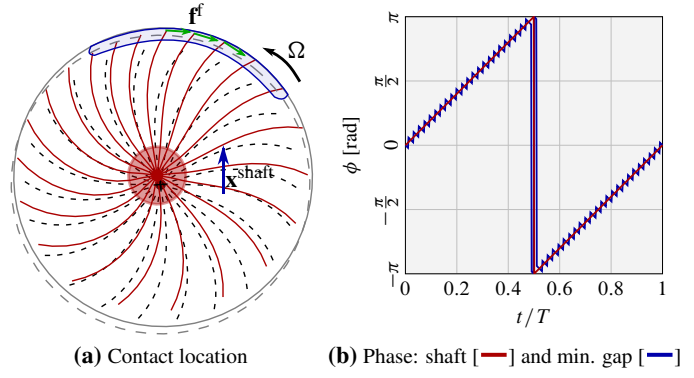 f^f
Ω
ẋ^shaft
(a) Contact location
π
π/2
0
−π/2
−π
ϕ [rad]
0 0.2 0.4 0.6 0.8 1
t/T
(b) Phase: shaft [ ] and min. gap [ ]